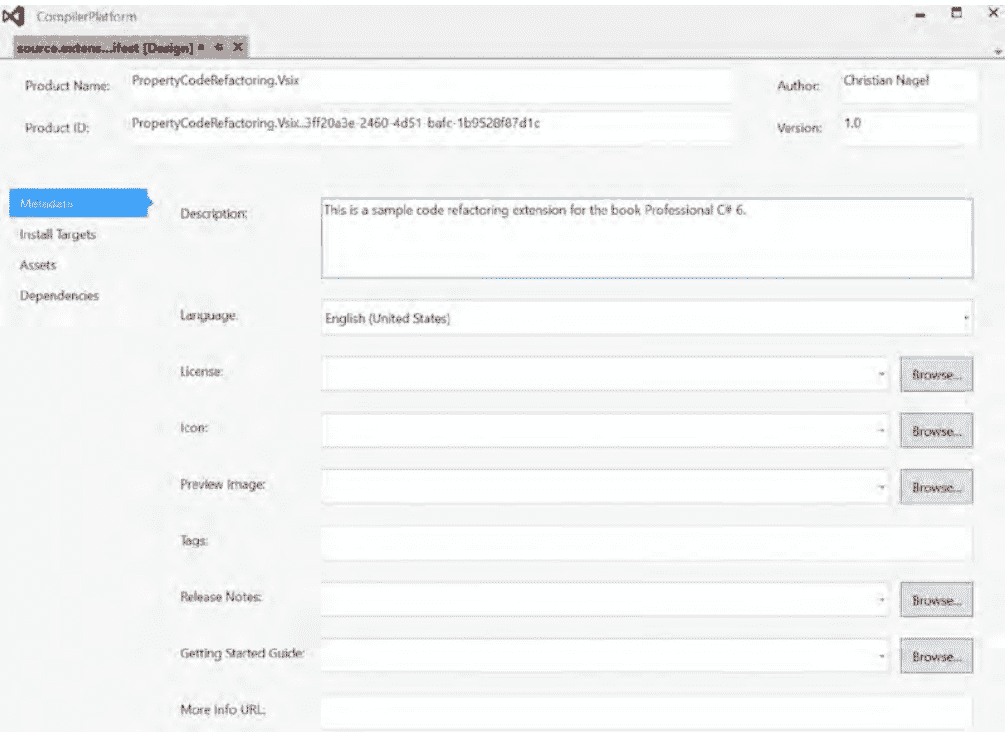 CompilerPlatform
source.extens...ifest [Design]
Product Name: PropertyCodeRefactoring.Vsix Author: Christian Nagel
Product ID: PropertyCodeRefactoring.Vsix..3ff20a3e-2460-4d51-bafc-1b9528f87d1c Version: 1.0
Metadata
Install Targets
Assets
Dependencies
Description: This is a sample code refactoring extension for the book Professional C# 6.
Language: English (United States)
License: Browse...
Icon: Browse...
Preview Image: Browse...
Tags:
Release Notes: Browse...
Getting Started Guide: Browse...
More Info URL: